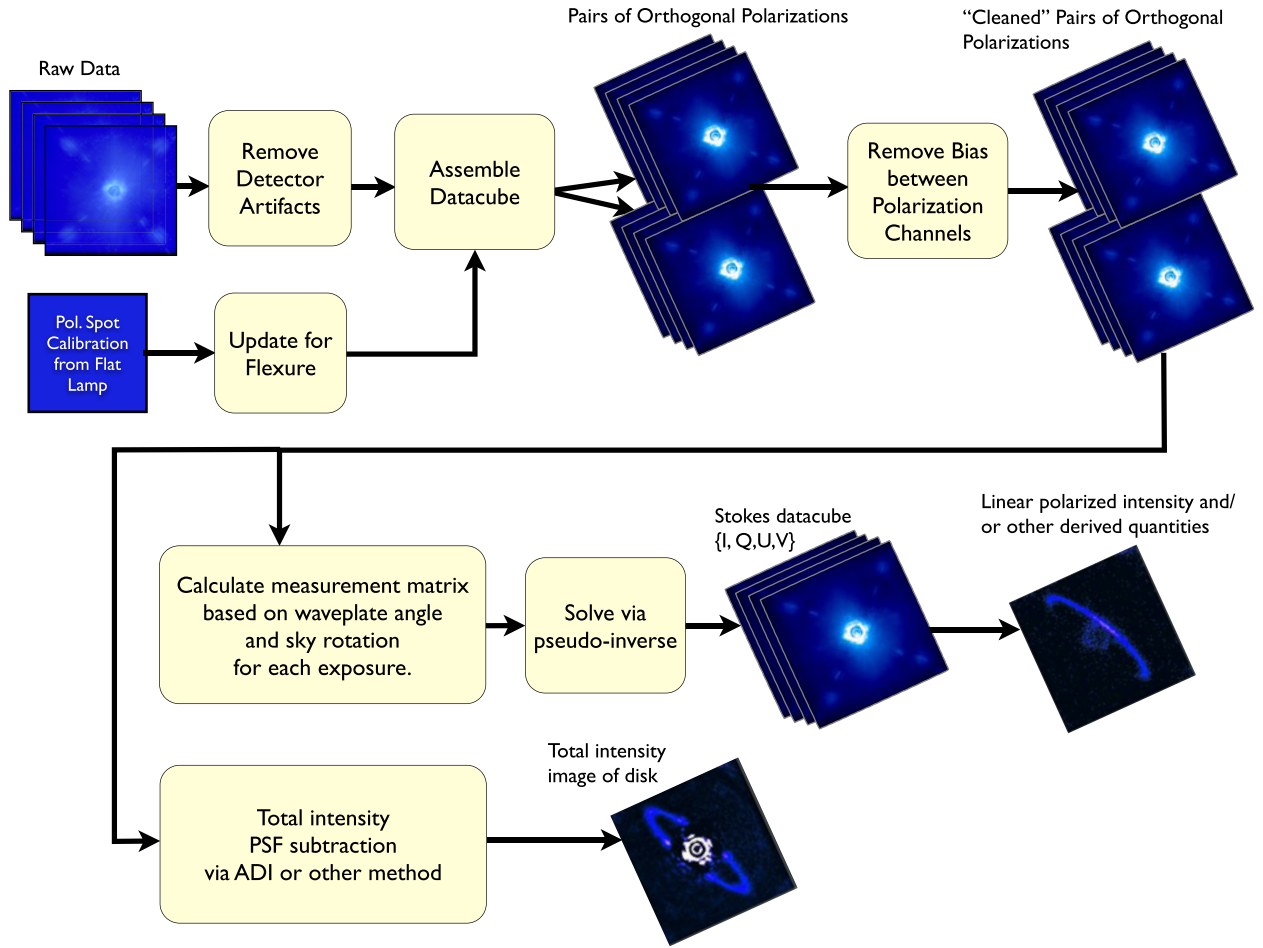 Pairs of Orthogonal Polarizations
“Cleaned” Pairs of Orthogonal
Polarizations
Raw Data
Remove
Detector
Artifacts
Assemble
Datacube
Remove Bias
between
Polarization
Channels
Pol. Spot
Calibration
from Flat
Lamp
Update for
Flexure
Calculate measurement matrix
based on waveplate angle
and sky rotation
for each exposure.
Solve via
pseudo-inverse
Stokes datacube
{I, Q,U,V}
Linear polarized intensity and/
or other derived quantities
Total intensity
PSF subtraction
via ADI or other method
Total intensity
image of disk